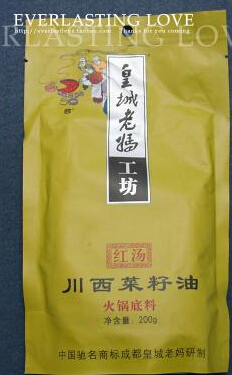 EVERLASTING LOVE
皇城老妈
工坊
红汤
川西菜籽油
火锅底料
净含量:200g
中国驰名商标成都皇城老妈研制